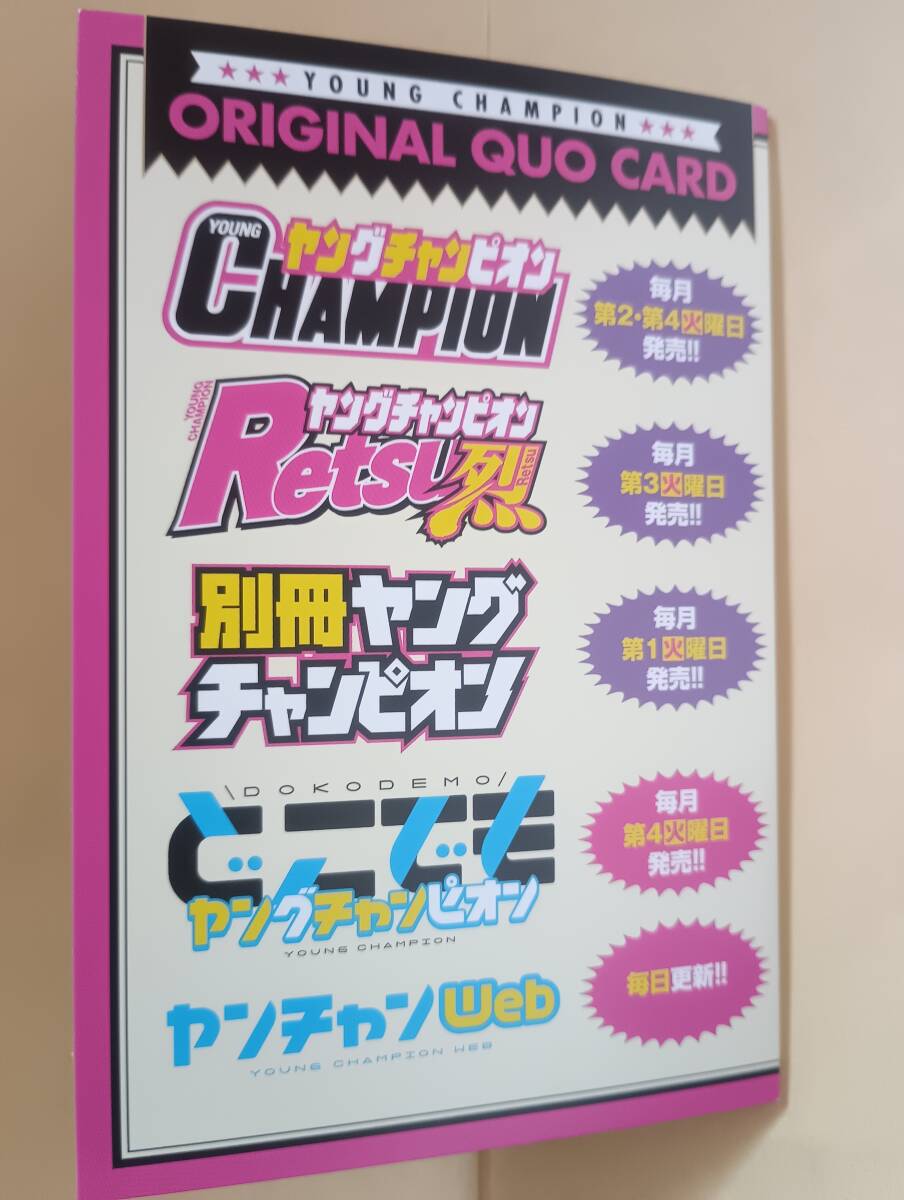 ★★★YOUNG CHAMPION★★★
ORIGINAL QUO CARD
YOUNG
ヤングチャンピオン
CHAMPION
毎月
第2・第4火曜日
発売!!
YOUNG
CHAMPION
ヤングチャンピオン
Retsu烈
Retsu
毎月
第3火曜日
発売!!
別冊ヤング
チャンピオン
毎月
第1火曜日
発売!!
\DOKODEMO/
どこでも
ヤングチャンピオン
YOUNG CHAMPION
毎月
第4火曜日
発売!!
ヤンチャンWeb
YOUNG CHAMPION WEB
毎日更新!!